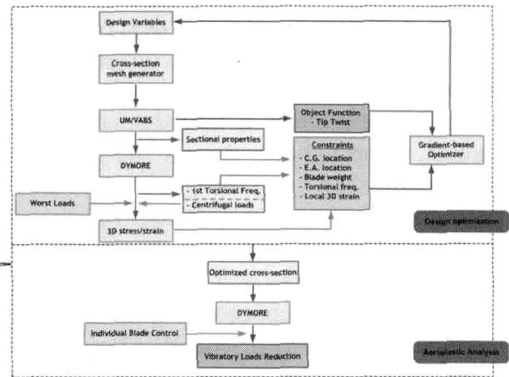 Design Variables
Cross-section
mesh generator
UM/VABS
Object Function
- Tip Twist
Sectional properties
Constraints
- C.G. location
- E.A. location
- Blade weight
- Torsional freq.
- Local 3D strain
Gradient-based
Optimizer
DYMORE
- 1st Torsional Freq.
- Centrifugal loads
Worst Loads
3D stress/strain
Design optimization
Optimized cross-section
DYMORE
Individual Blade Control
Vibratory Loads Reduction
Aeroelastic Analysis